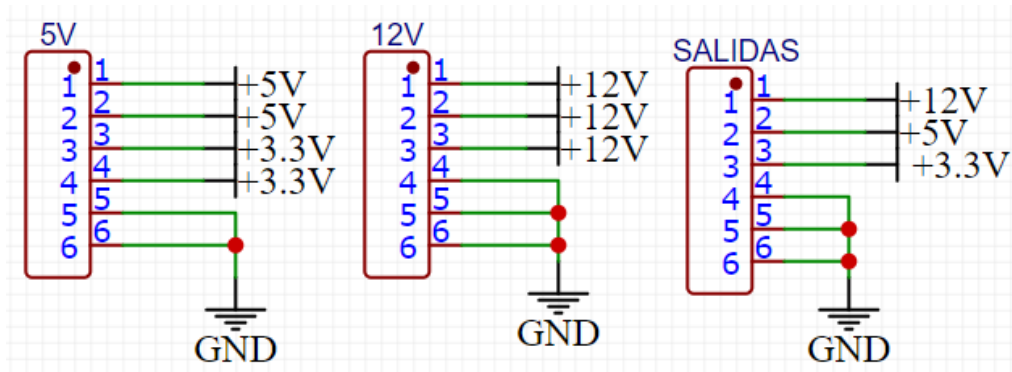 5V
1 1 +5V
2 2 +5V
3 3 +3.3V
4 4 +3.3V
5 5
6 6
GND
12V
1 1 +12V
2 2 +12V
3 3 +12V
4 4
5 5
6 6
GND
SALIDAS
1 1 +12V
2 2 +5V
3 3 +3.3V
4 4
5 5
6 6
GND